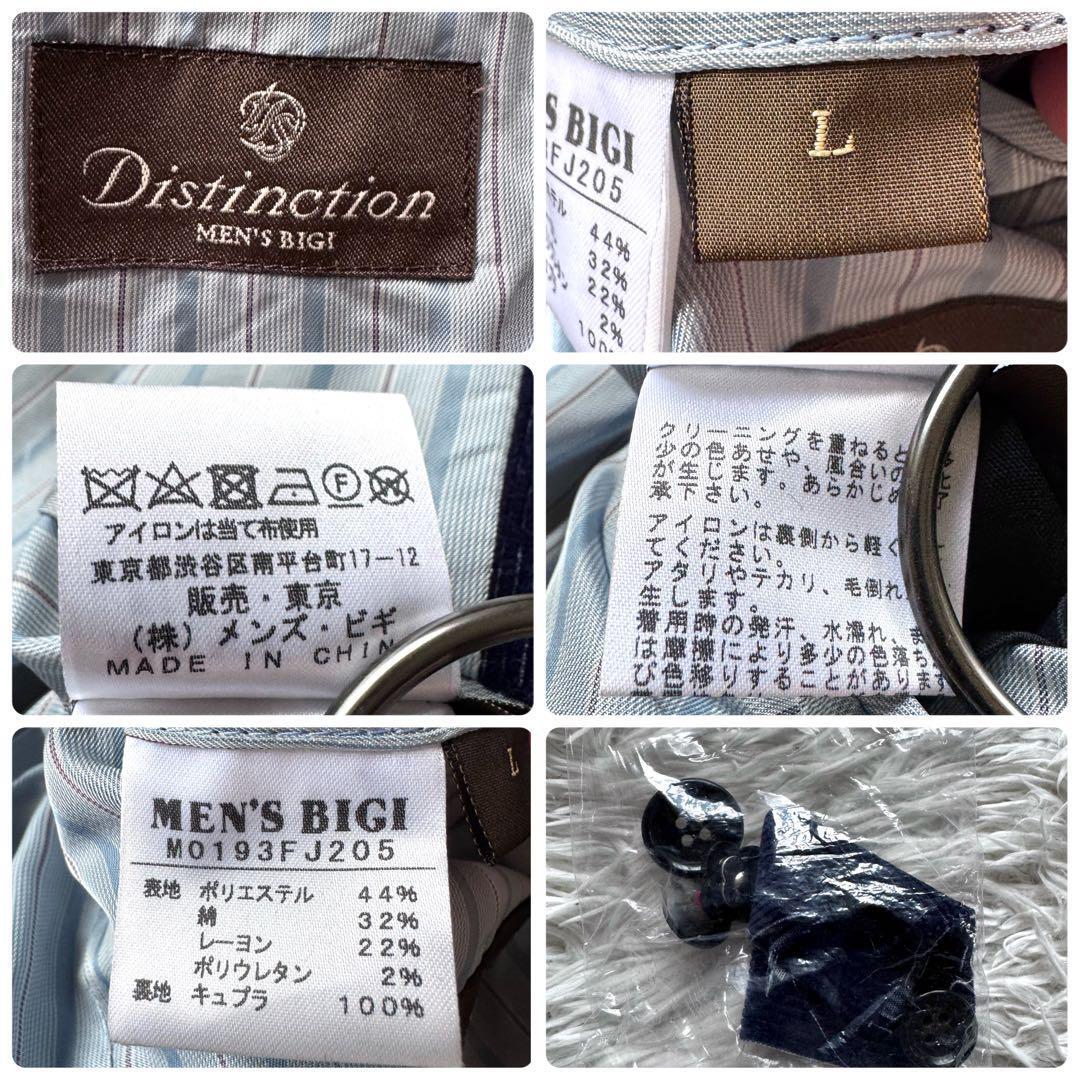 Distinction
MEN'S BIGI
S BIGI
FJ205
テル
44%
32%
22%
2%
100%
L
F
W
アイロンは当て布使用
東京都渋谷区南平台町17-12
販売・東京
(株)メンズ・ビギ
MADE IN CHIN
クリーニングを重ねると
少の色あせや、風合いの
が生じます。あらかじめ
承下さい。
アイロンは裏側から軽く
てください。
アタリやテカリ、毛倒れ
生します。
着用時の発汗、水濡れ、ま
は摩擦により多少の色落ち
び色移りすることがあります
MEN'S BIGI
M0193FJ205
表地 ポリエステル 44%
綿 32%
レーヨン 22%
ポリウレタン 2%
裏地 キュプラ 100%
L